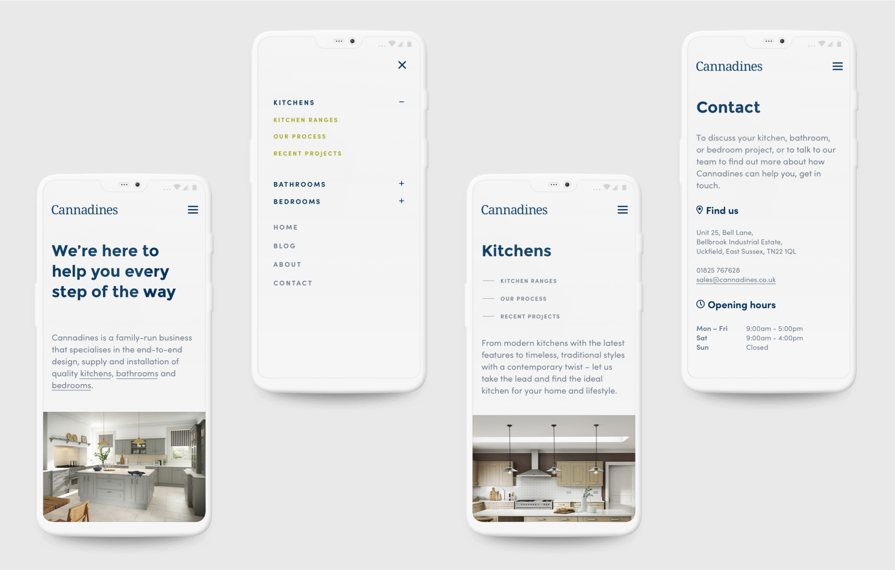 Cannadines
We're here to
help you every
step of the way
Cannadines is a family-run business
that specialises in the end-to-end
design, supply and installation of
quality kitchens, bathrooms and
bedrooms.
KITCHENS
KITCHEN RANGES
OUR PROCESS
RECENT PROJECTS
BATHROOMS
BEDROOMS
HOME
BLOG
ABOUT
CONTACT
Cannadines
Kitchens
KITCHEN RANGES
OUR PROCESS
RECENT PROJECTS
From modern kitchens with the latest
features to timeless, traditional styles
with a contemporary twist – let us
take the lead and find the ideal
kitchen for your home and lifestyle.
Cannadines
Contact
To discuss your kitchen, bathroom,
or bedroom project, or to talk to our
team to find out more about how
Cannadines can help you, get in
touch.
Find us
Unit 25, Bell Lane,
Bellbrook Industrial Estate,
Uckfield, East Sussex, TN22 1QL
01825 767628
sales@cannadines.co.uk
Opening hours
Mon – Fri 9:00am - 5:00pm
Sat 9:00am - 4:00pm
Sun Closed